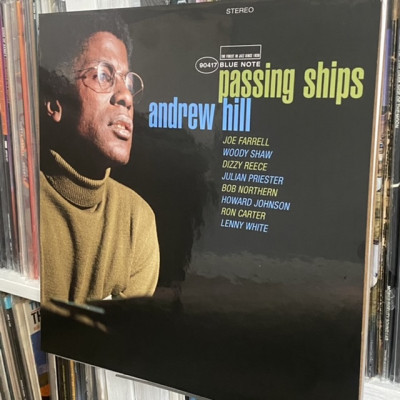 STEREO
90417
THE FINEST IN JAZZ SINCE 1939
BLUE NOTE
passing ships
andrew hill
JOE FARRELL
WOODY SHAW
DIZZY REECE
JULIAN PRIESTER
BOB NORTHERN
HOWARD JOHNSON
RON CARTER
LENNY WHITE